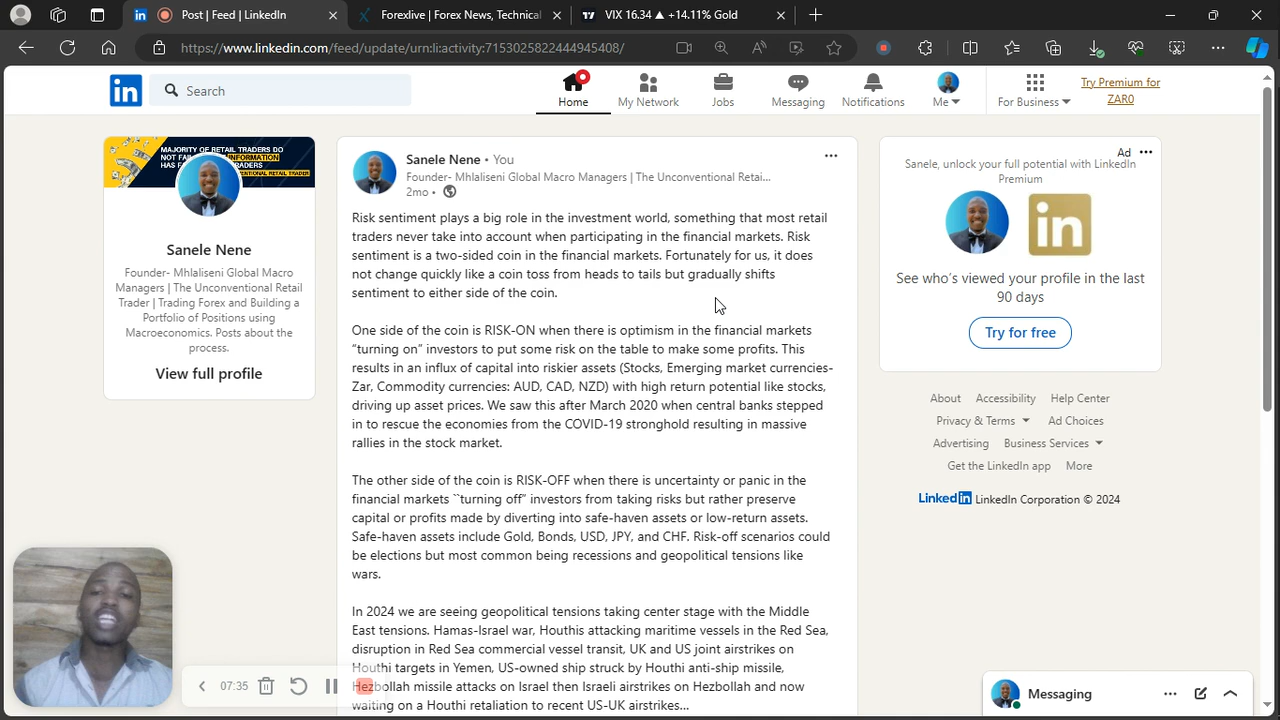 Post | Feed | LinkedIn
Forexlive | Forex News, Technical
VIX 16.34 ▲ +14.11% Gold
https://www.linkedin.com/feed/update/urn:li:activity:7153025822444945408/
in
Search
Home
My Network
Jobs
Messaging
Notifications
Me
For Business
Try Premium for
ZAR0
MAJORITY OF RETAIL TRADERS DO
NOT FAIL
INFORMATION
HAS
TRADERS
Sanele Nene
Founder- Mhlaliseni Global Macro
Managers | The Unconventional Retail
Trader | Trading Forex and Building a
Portfolio of Positions using
Macroeconomics. Posts about the
process.
View full profile
Sanele Nene • You
Founder- Mhlaliseni Global Macro Managers | The Unconventional Retai...
2mo •
Risk sentiment plays a big role in the investment world, something that most retail
traders never take into account when participating in the financial markets. Risk
sentiment is a two-sided coin in the financial markets. Fortunately for us, it does
not change quickly like a coin toss from heads to tails but gradually shifts
sentiment to either side of the coin.
One side of the coin is RISK-ON when there is optimism in the financial markets
“turning on” investors to put some risk on the table to make some profits. This
results in an influx of capital into riskier assets (Stocks, Emerging market currencies-
Zar, Commodity currencies: AUD, CAD, NZD) with high return potential like stocks,
driving up asset prices. We saw this after March 2020 when central banks stepped
in to rescue the economies from the COVID-19 stronghold resulting in massive
rallies in the stock market.
The other side of the coin is RISK-OFF when there is uncertainty or panic in the
financial markets ``turning off” investors from taking risks but rather preserve
capital or profits made by diverting into safe-haven assets or low-return assets.
Safe-haven assets include Gold, Bonds, USD, JPY, and CHF. Risk-off scenarios could
be elections but most common being recessions and geopolitical tensions like
wars.
In 2024 we are seeing geopolitical tensions taking center stage with the Middle
East tensions. Hamas-Israel war, Houthis attacking maritime vessels in the Red Sea,
disruption in Red Sea commercial vessel transit, UK and US joint airstrikes on
Houthi targets in Yemen, US-owned ship struck by Houthi anti-ship missile,
Hezbollah missile attacks on Israel then Israeli airstrikes on Hezbollah and now
waiting on a Houthi retaliation to recent US-UK airstrikes...
Ad
Sanele, unlock your full potential with LinkedIn
Premium
in
See who's viewed your profile in the last
90 days
Try for free
About Accessibility Help Center
Privacy & Terms Ad Choices
Advertising Business Services
Get the LinkedIn app More
LinkedIn LinkedIn Corporation © 2024
07:35
Messaging